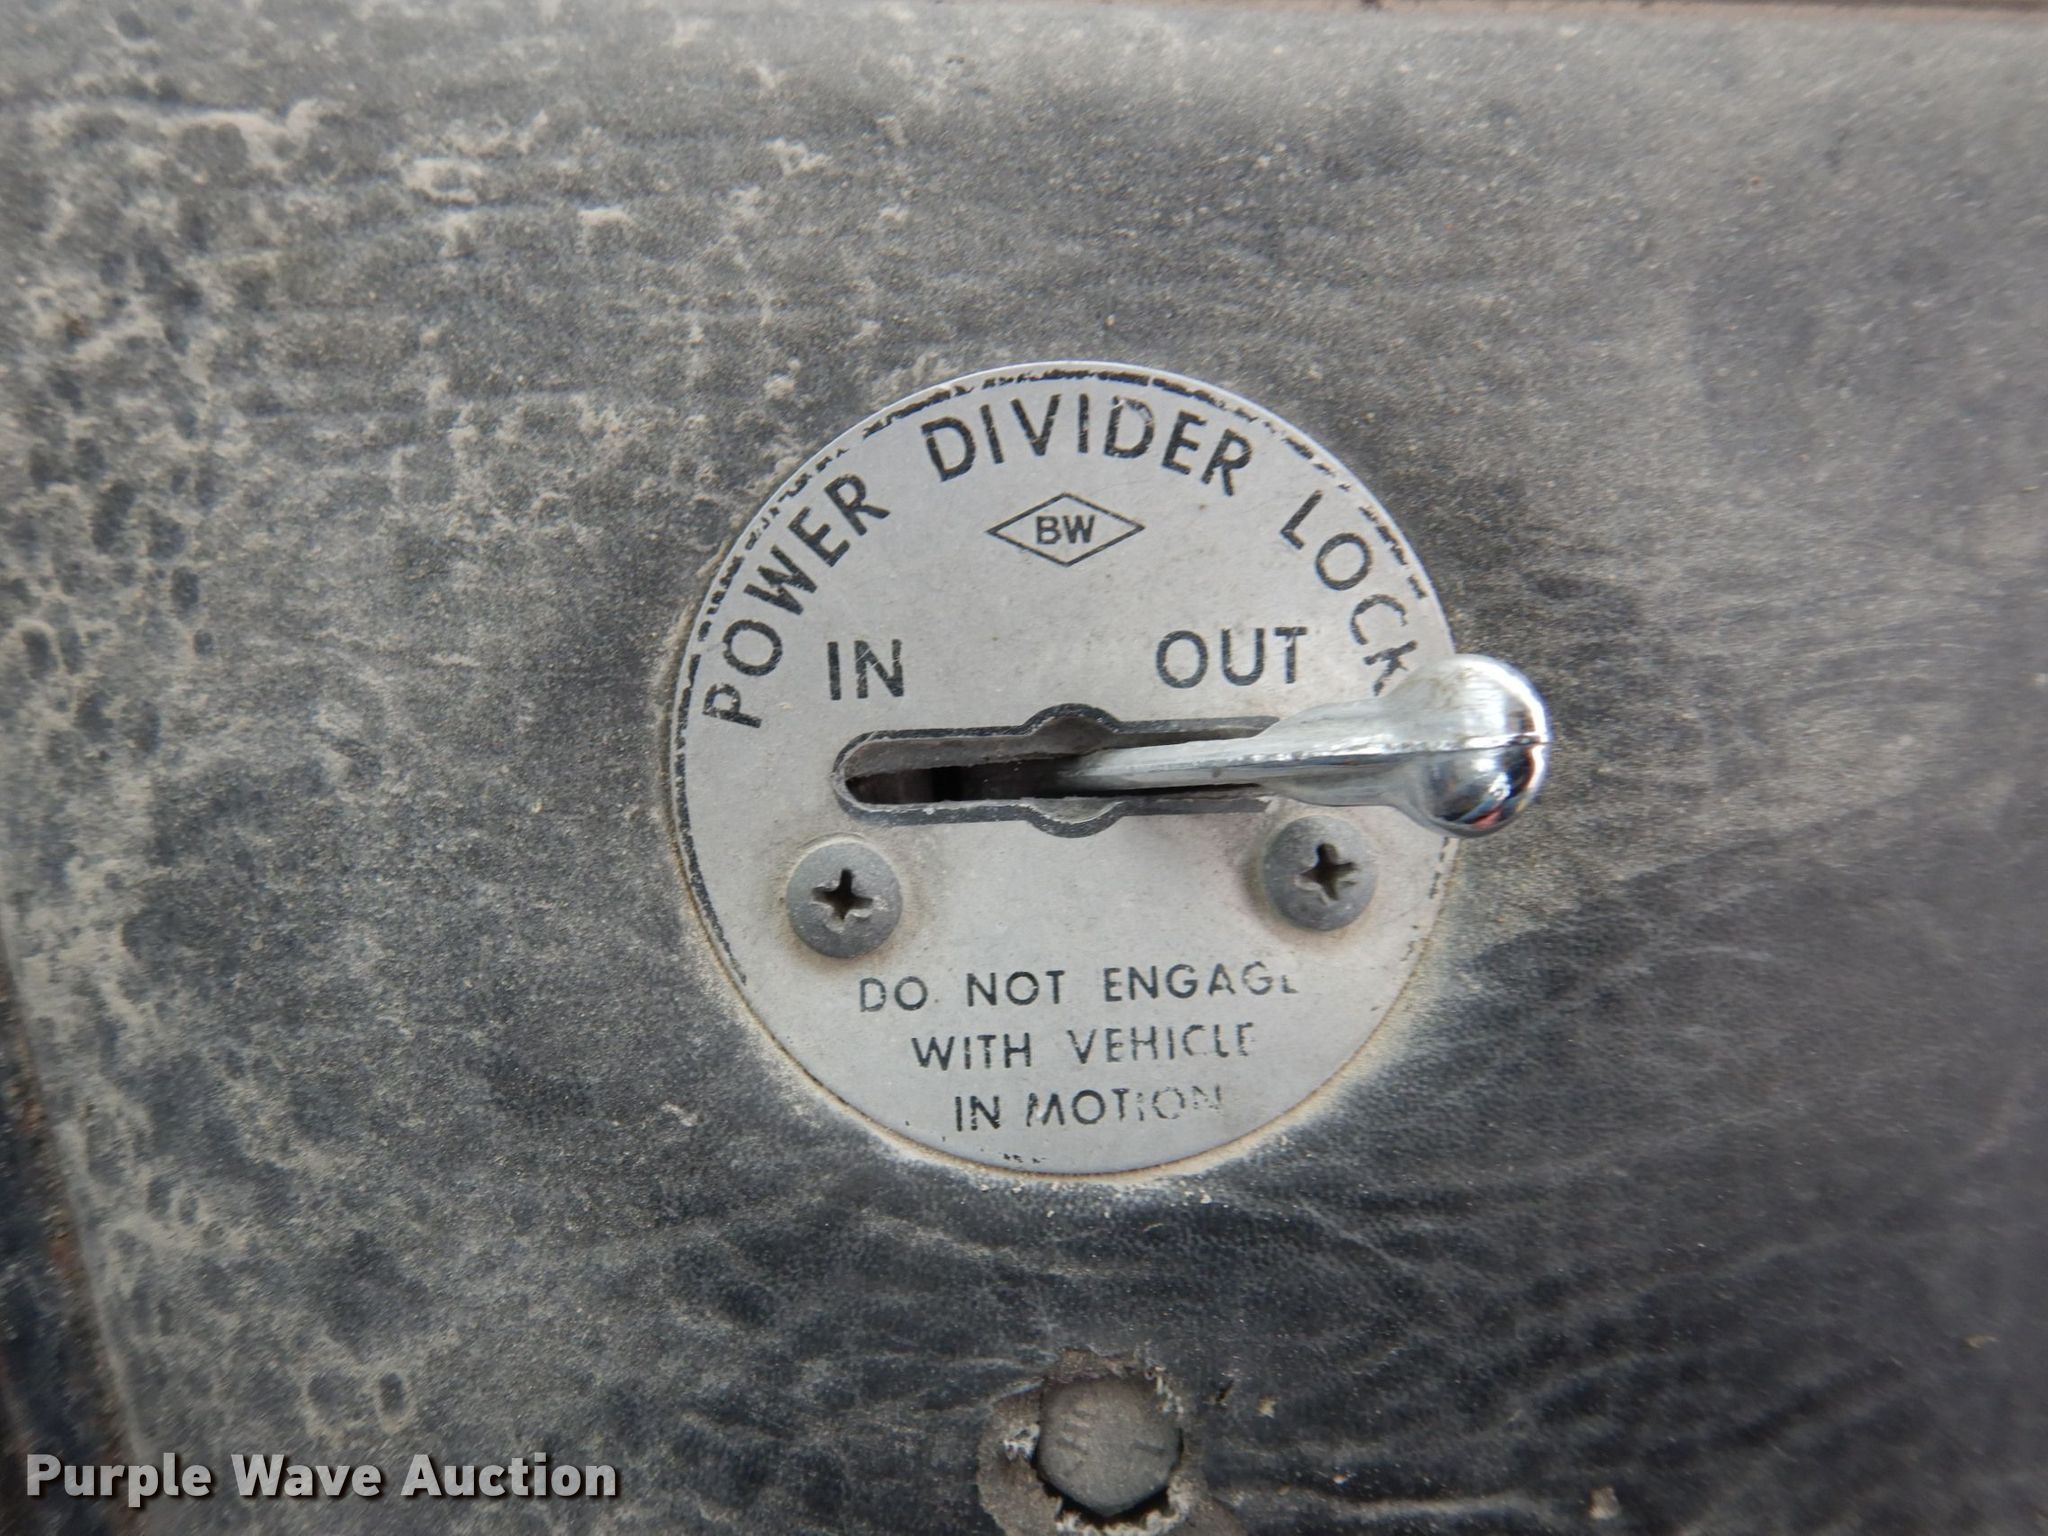 POWER DIVIDER LOCK
BW
IN OUT
DO NOT ENGAGE
WITH VEHICLE
IN MOTION
Purple Wave Auction